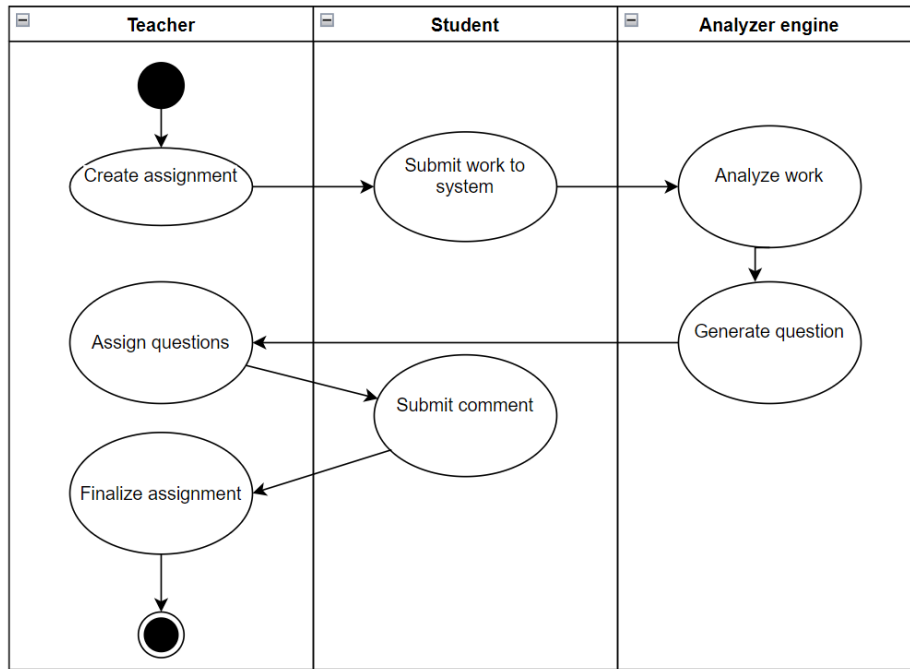 Teacher
Student
Analyzer engine
Create assignment
Submit work to
system
Analyze work
Assign questions
Generate question
Submit comment
Finalize assignment